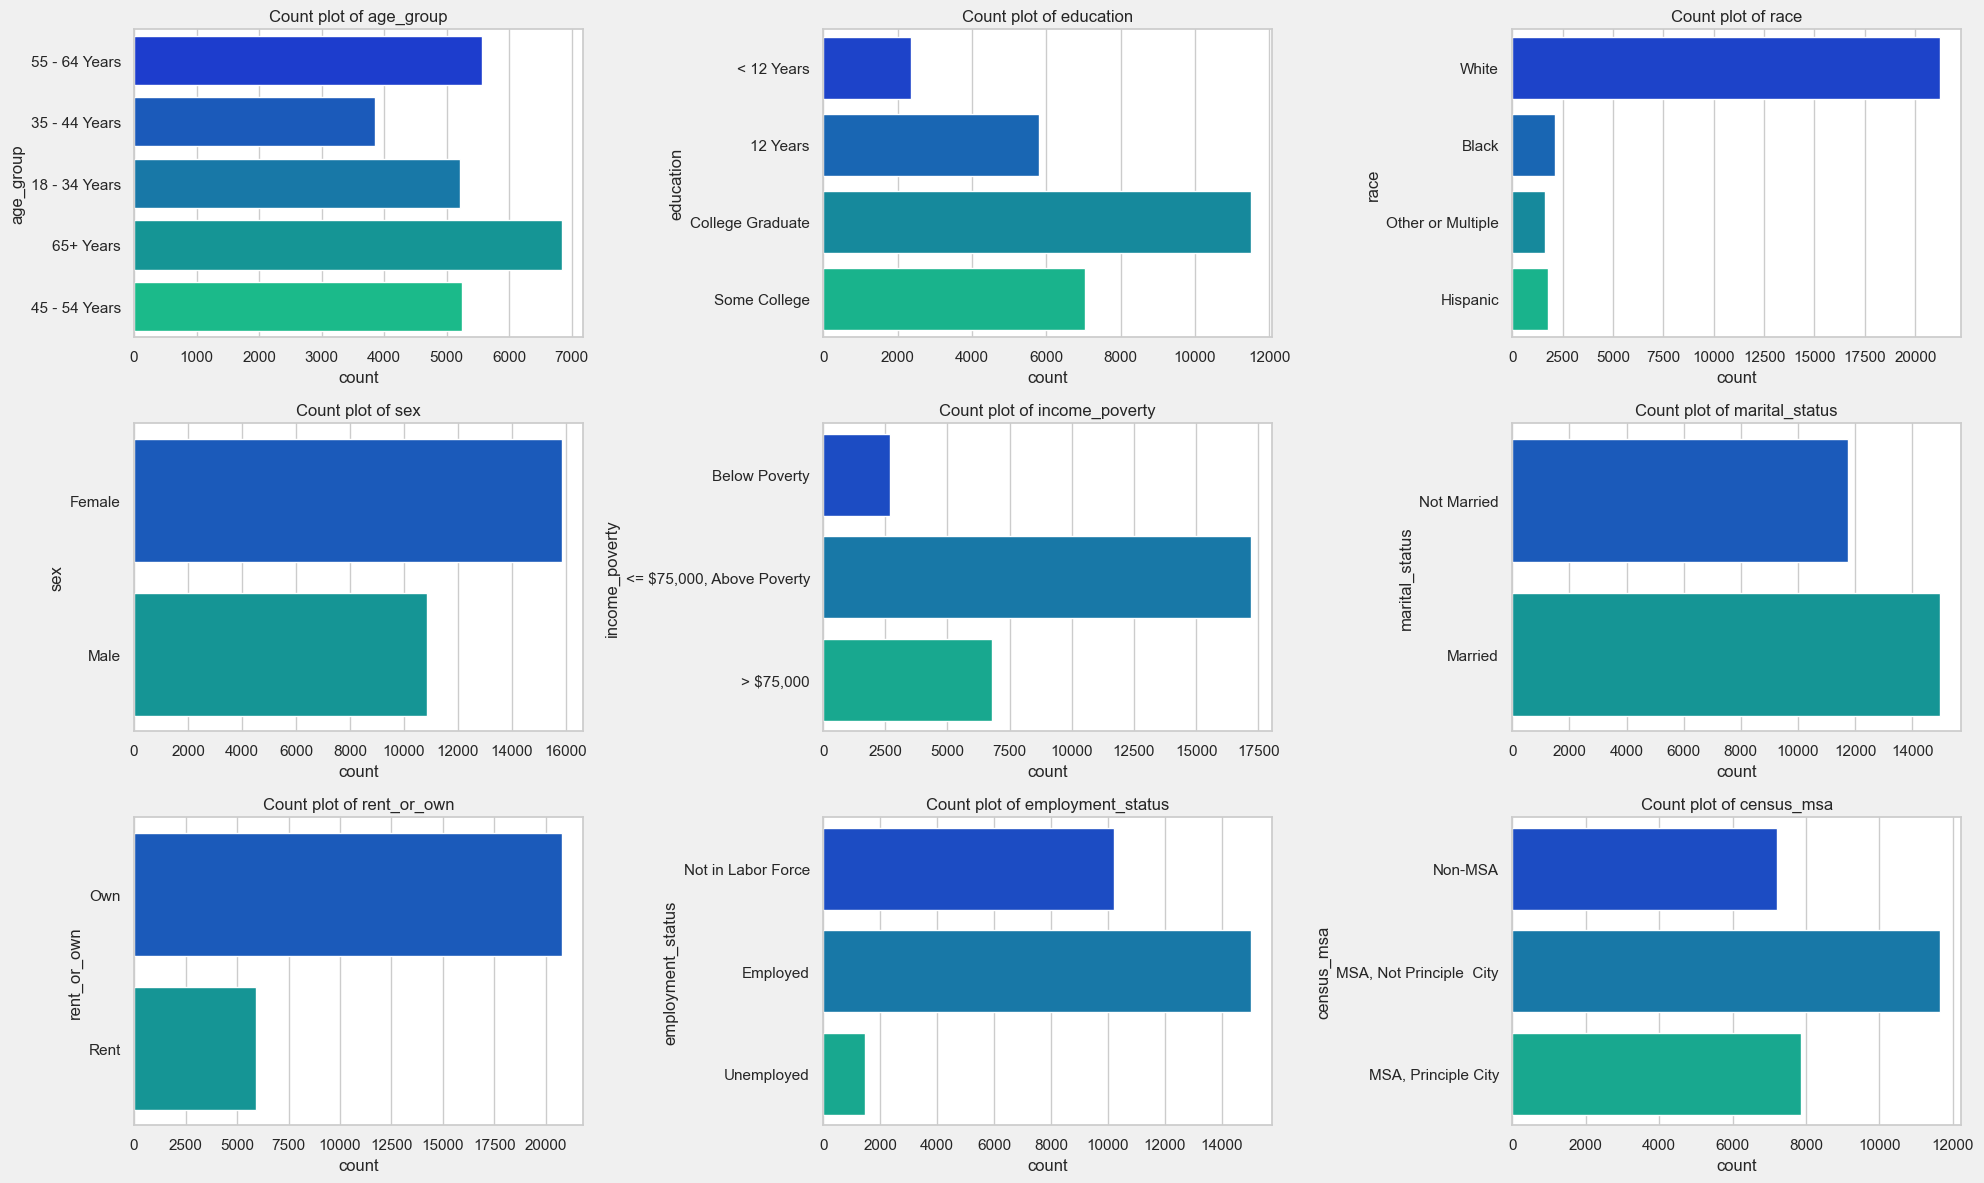 Count plot of age_group
age_group
55 - 64 Years
35 - 44 Years
18 - 34 Years
65+ Years
45 - 54 Years
0 1000 2000 3000 4000 5000 6000 7000
count
Count plot of education
education
< 12 Years
12 Years
College Graduate
Some College
0 2000 4000 6000 8000 10000 12000
count
Count plot of race
race
White
Black
Other or Multiple
Hispanic
0 2500 5000 7500 10000 12500 15000 17500 20000
count
Count plot of sex
sex
Female
Male
0 2000 4000 6000 8000 10000 12000 14000 16000
count
Count plot of income_poverty
income_poverty
Below Poverty
<= $75,000, Above Poverty
> $75,000
0 2500 5000 7500 10000 12500 15000 17500
count
Count plot of marital_status
marital_status
Not Married
Married
0 2000 4000 6000 8000 10000 12000 14000
count
Count plot of rent_or_own
rent_or_own
Own
Rent
0 2500 5000 7500 10000 12500 15000 17500 20000
count
Count plot of employment_status
employment_status
Not in Labor Force
Employed
Unemployed
0 2000 4000 6000 8000 10000 12000 14000
count
Count plot of census_msa
census_msa
Non-MSA
MSA, Not Principle  City
MSA, Principle City
0 2000 4000 6000 8000 10000 12000
count